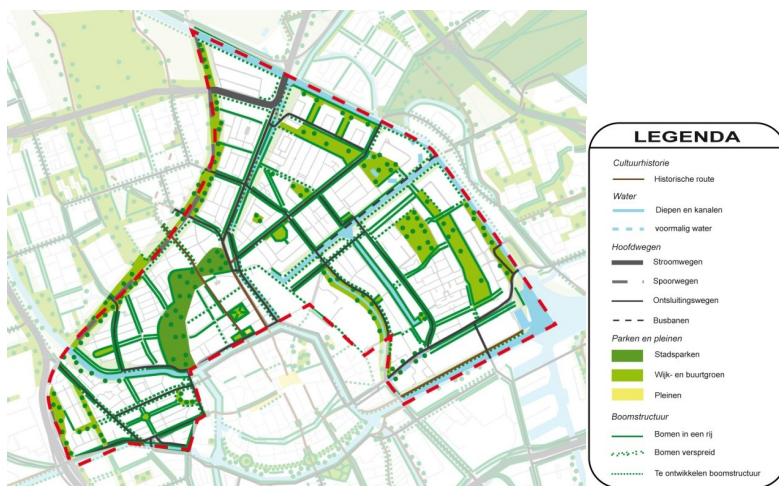 LEGENDA
Cultuurhistorie
Historische route
Water
Diepen en kanalen
voormalig water
Hoofdwegen
Stroomwegen
Spoorwegen
Ontsluitingswegen
Busbanen
Parken en pleinen
Stadsparken
Wijk- en buurtgroen
Pleinen
Boomstructuur
Bomen in een rij
Bomen verspreid
Te ontwikkelen boomstructuur